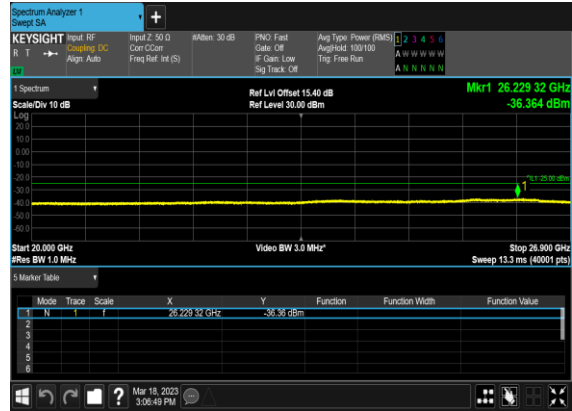 Spectrum Analyzer 1
Swept SA
+
KEYSIGHT Input: RF Input Z: 50 Ω #Atten: 30 dB PNO: Fast Avg Type: Power (RMS) 1 2 3 4 5 6
R T Coupling: DC Corr CCorr Gate: Off Avg|Hold: 100/100 A W W W W W
Align: Auto Freq Ref: Int (S) IF Gain: Low Trig: Free Run
Sig Track: Off A N N N N N
1 Spectrum Ref Lvl Offset 15.40 dB Mkr1 26.229 32 GHz
Scale/Div 10 dB Ref Level 30.00 dBm -36.364 dBm
Log
20.0
10.0
0.00
-10.0
-20.0
-30.0
-40.0
-50.0
-60.0
1
Start 20.000 GHz Video BW 3.0 MHz* Stop 26.900 GHz
#Res BW 1.0 MHz Sweep 13.3 ms (40001 pts)
5 Marker Table
Mode Trace Scale X Y Function Function Width Function Value
1 N 1 f 26.229 32 GHz -36.36 dBm
2
3
4
5
6
? Mar 18, 2023
3:06:49 PM